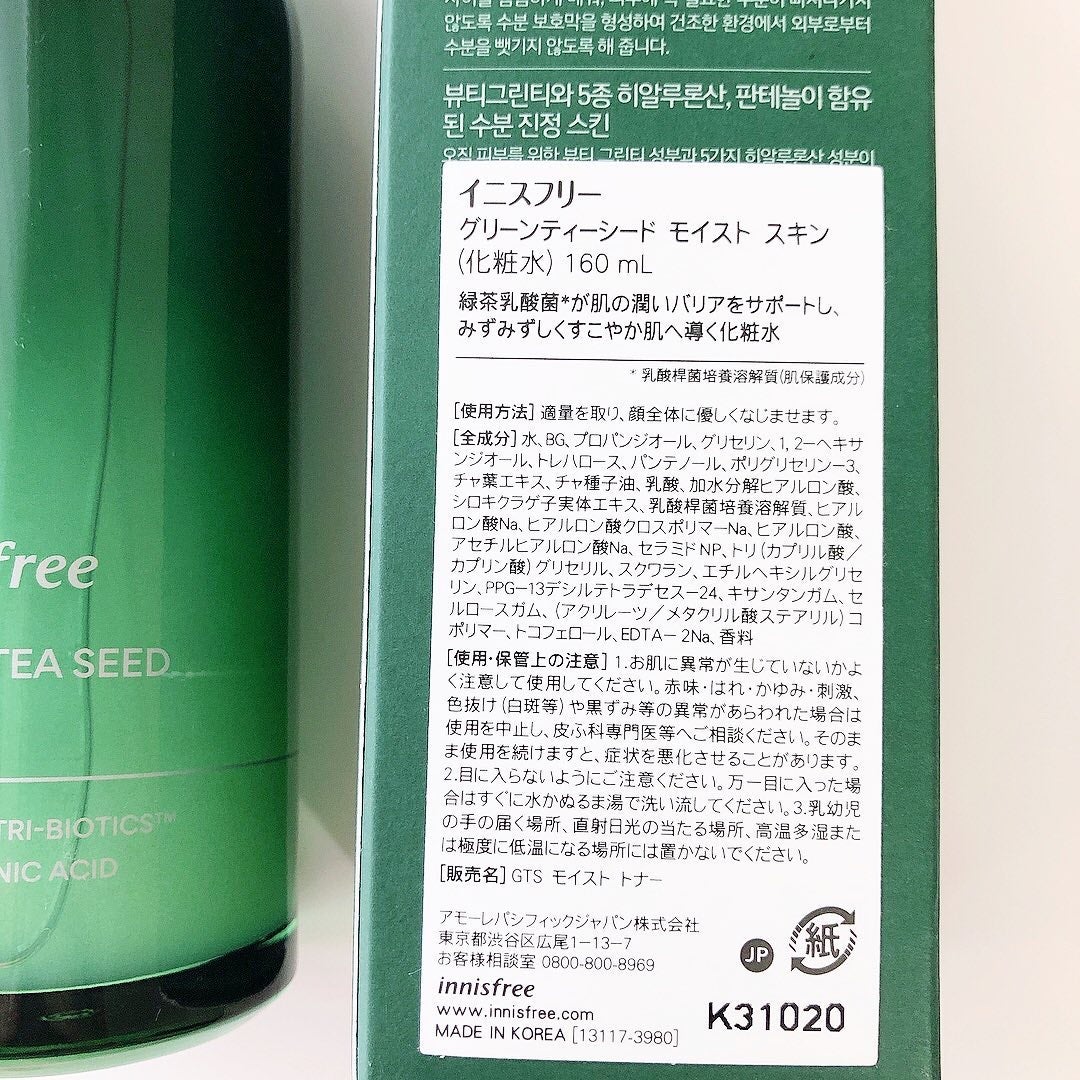 free
TEA SEED
TRI-BIOTICS™
NIC ACID
않도록 수분 보호막을 형성하여 건조한 환경에서 외부로부터
수분을 뺏기지 않도록 해 줍니다.
뷰티그린티와 5종 히알루론산, 판테놀이 함유
된 수분 진정 스킨
오직 피부를 위한 뷰티 그린티 성분과 5가지 히알루론산 성분이
イニスフリー
グリーンティーシード モイスト スキン
(化粧水) 160 mL
緑茶乳酸菌*が肌の潤いバリアをサポートし、
みずみずしくすこやか肌へ導く化粧水
* 乳酸桿菌培養溶解質(肌保護成分)
[使用方法] 適量を取り、顔全体に優しくなじませます。
[全成分] 水、BG、プロパンジオール、グリセリン、1, 2-ヘキサ
ンジオール、トレハロース、パンテノール、ポリグリセリン-3、
チャ葉エキス、チャ種子油、乳酸、加水分解ヒアルロン酸、
シロキクラゲ子実体エキス、乳酸桿菌培養溶解質、ヒアル
ロン酸Na、ヒアルロン酸クロスポリマーNa、ヒアルロン酸、
アセチルヒアルロン酸Na、セラミドNP、トリ(カプリル酸/
カプリン酸)グリセリル、スクワラン、エチルヘキシルグリセ
リン、PPG-13デシルテトラデセス-24、キサンタンガム、セ
ルロースガム、(アクリレーツ/メタクリル酸ステアリル)コ
ポリマー、トコフェロール、EDTA-2Na、香料
[使用・保管上の注意] 1.お肌に異常が生じていないかよ
く注意して使用してください。赤味・はれ・かゆみ・刺激、
色抜け(白斑等)や黒ずみ等の異常があらわれた場合は
使用を中止し、皮ふ科専門医等へご相談ください。そのま
ま使用を続けますと、症状を悪化させることがあります。
2.目に入らないようにご注意ください。万一目に入った場
合はすぐに水かぬるま湯で洗い流してください。3.乳幼児
の手の届く場所、直射日光の当たる場所、高温多湿また
は極度に低温になる場所には置かないでください。
[販売名] GTS モイスト トナー
アモーレパシフィックジャパン株式会社
東京都渋谷区広尾1-13-7
お客様相談室 0800-800-8969
innisfree
www.innisfree.com
MADE IN KOREA [13117-3980]
JP
紙
K31020